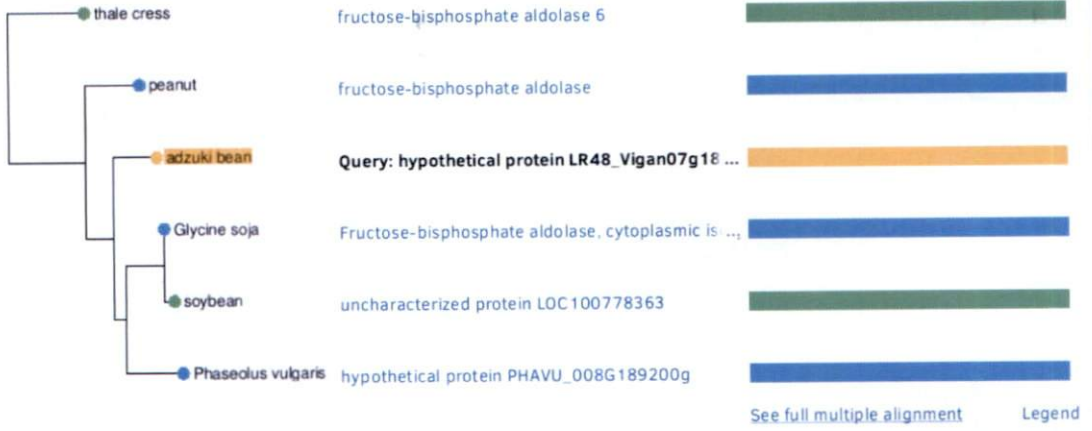 thale cress fructose-bisphosphate aldolase 6
peanut fructose-bisphosphate aldolase
adzuki bean Query: hypothetical protein LR48_Vigan07g18 ...
Glycine soja Fructose-bisphosphate aldolase, cytoplasmic is ...
soybean uncharacterized protein LOC100778363
Phaseolus vulgaris hypothetical protein PHAVU_008G189200g
See full multiple alignment Legend